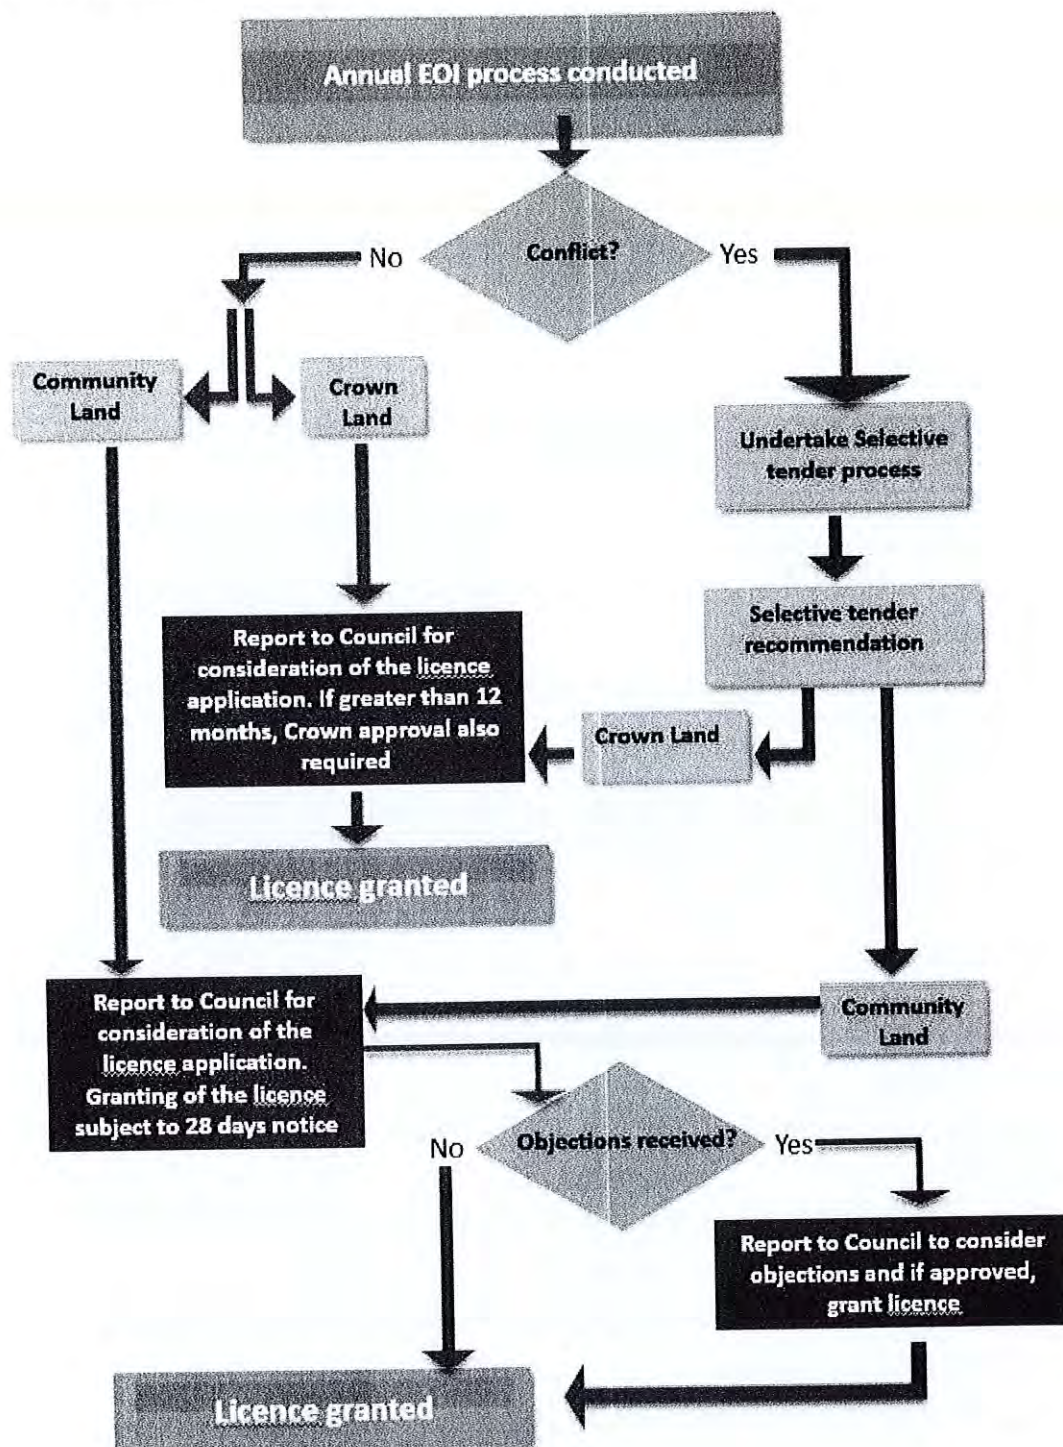 Annual EOI process conducted
Conflict?
No
Yes
Community
Land
Crown
Land
Undertake Selective
tender process
Selective tender
recommendation
Report to Council for
consideration of the licence
application. If greater than 12
months, Crown approval also
required
Crown Land
Licence granted
Report to Council for
consideration of the
licence application.
Granting of the licence
subject to 28 days notice
Community
Land
No
Objections received?
Yes
Report to Council to consider
objections and if approved,
grant licence
Licence granted